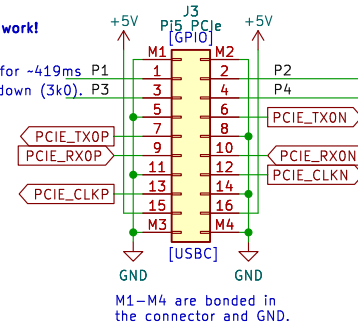 J3
+5V Pi5 PCIe +5V
work! [GPIO]
M1 M2
for ~419ms P1 1 2 P2
down (3k0). P3 3 4 P4
5 6 PCIE_TX0N
PCIE_TX0P 7 8
PCIE_RX0P 9 10 PCIE_RX0N
11 12 PCIE_CLKN
PCIE_CLKP 13 14
15 16
M3 M4
[USBC]
GND GND
M1-M4 are bonded in
the connector and GND.